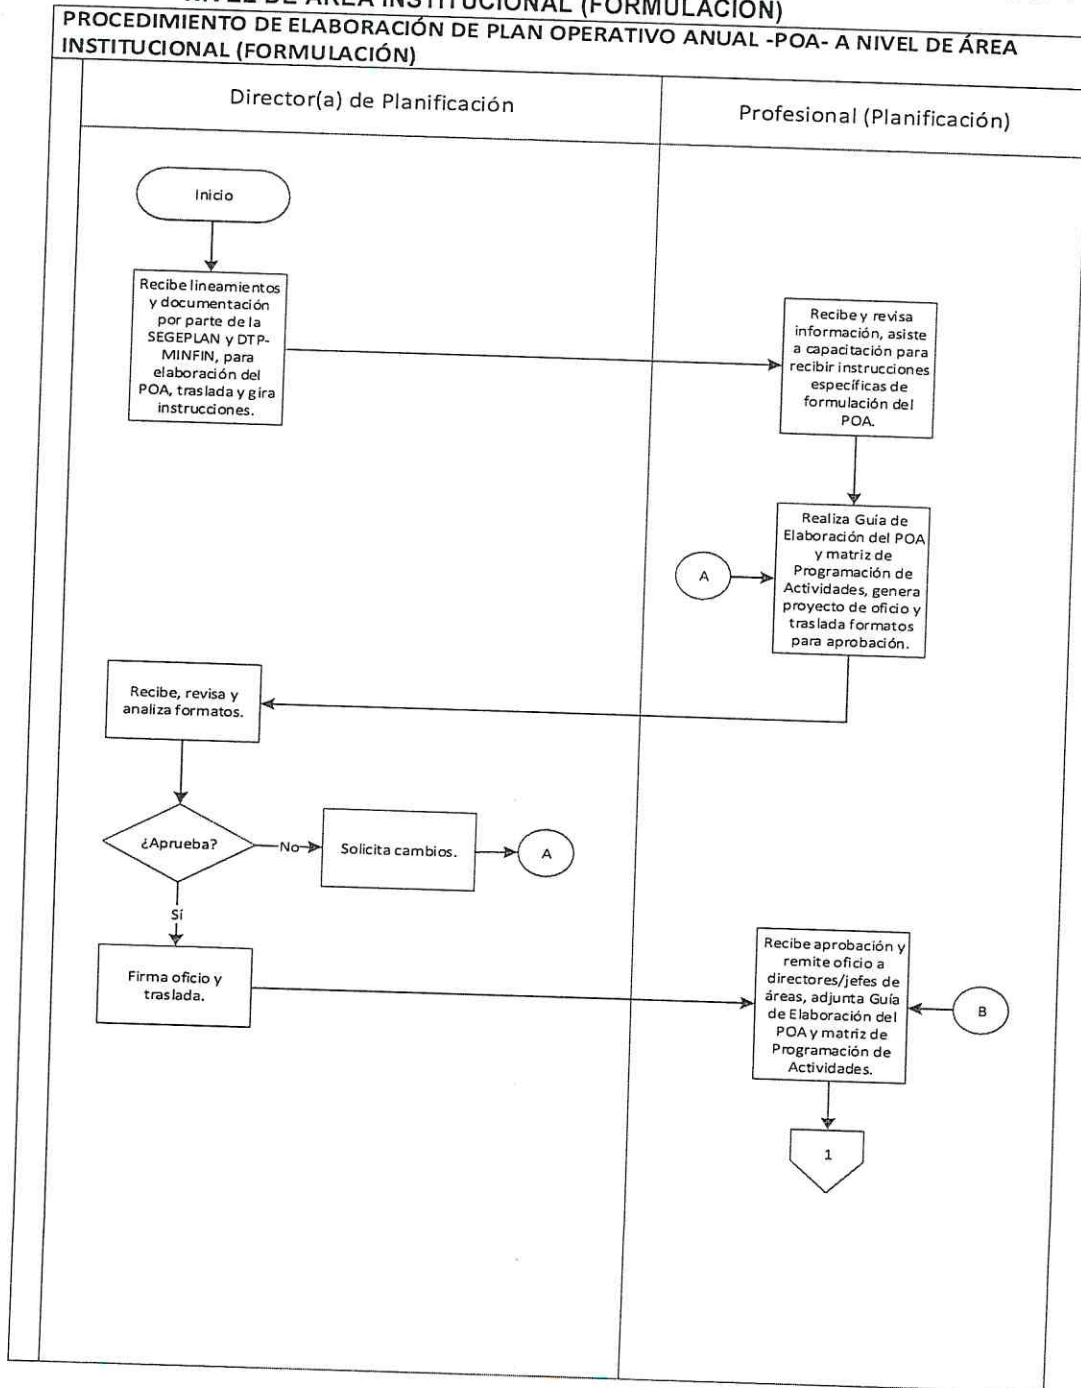 NIVEL DE ÁREA INSTITUCIONAL (FORMULACIÓN)
PROCEDIMIENTO DE ELABORACIÓN DE PLAN OPERATIVO ANUAL -POA- A NIVEL DE ÁREA
INSTITUCIONAL (FORMULACIÓN)
Director(a) de Planificación
Profesional (Planificación)
Inicio
Recibe lineamientos
y documentación
por parte de la
SEGEPLAN y DTP-
MINFIN, para
elaboración del
POA, traslada y gira
instrucciones.
Recibe y revisa
información, asiste
a capacitación para
recibir instrucciones
específicas de
formulación del
POA.
Realiza Guía de
Elaboración del POA
y matriz de
Programación de
Actividades, genera
proyecto de oficio y
traslada formatos
para aprobación.
A
Recibe, revisa y
analiza formatos.
¿Aprueba?
No
Solicita cambios.
A
Sí
Firma oficio y
traslada.
Recibe aprobación y
remite oficio a
directores/jefes de
áreas, adjunta Guía
de Elaboración del
POA y matriz de
Programación de
Actividades.
B
1